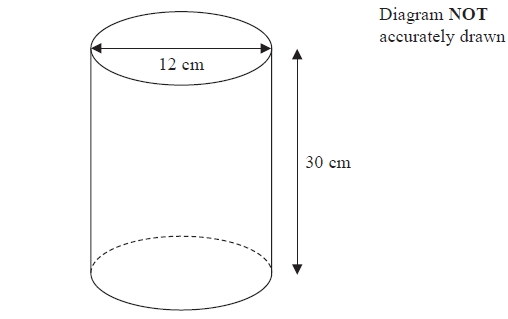 Diagram NOT
accurately drawn
12 cm
30 cm